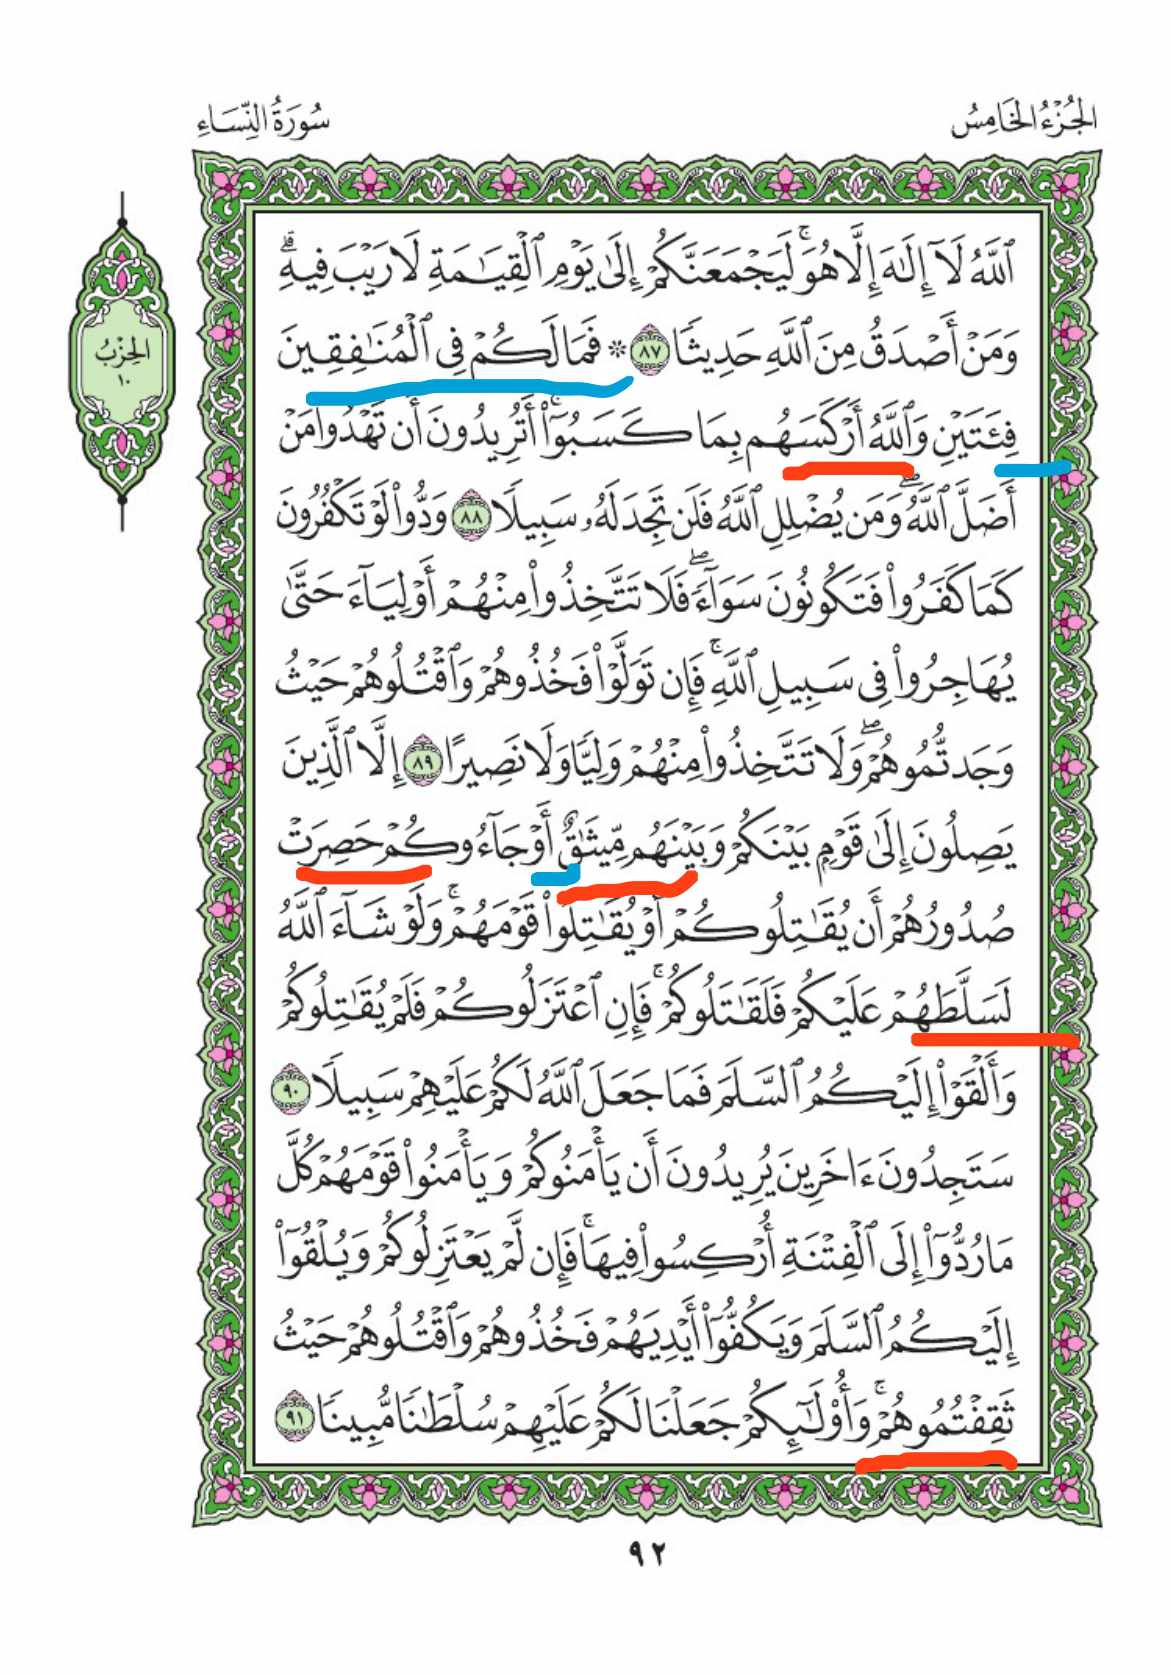 الجُزْءُ الخَامِسُ
سُورَةُ النِّسَاءِ
الحِزْبُ
١٠
ٱللَّهُ لَآ إِلَٰهَ إِلَّا هُوَۚ لَيَجْمَعَنَّكُمْ إِلَىٰ يَوْمِ ٱلْقِيَٰمَةِ لَا رَيْبَ فِيهِۗ
وَمَنْ أَصْدَقُ مِنَ ٱللَّهِ حَدِيثًا ٨٧ ۞ فَمَا لَكُمْ فِى ٱلْمُنَٰفِقِينَ
فِئَتَيْنِ وَٱللَّهُ أَرْكَسَهُم بِمَا كَسَبُوٓا۟ۚ أَتُرِيدُونَ أَن تَهْدُوا۟ مَنْ
أَضَلَّ ٱللَّهُۖ وَمَن يُضْلِلِ ٱللَّهُ فَلَن تَجِدَ لَهُۥ سَبِيلًا ٨٨ وَدُّوا۟ لَوْ تَكْفُرُونَ
كَمَا كَفَرُوا۟ فَتَكُونُونَ سَوَآءًۖ فَلَا تَتَّخِذُوا۟ مِنْهُمْ أَوْلِيَآءَ حَتَّىٰ
يُهَاجِرُوا۟ فِى سَبِيلِ ٱللَّهِۚ فَإِن تَوَلَّوْا۟ فَخُذُوهُمْ وَٱقْتُلُوهُمْ حَيْثُ
وَجَدتُّمُوهُمْۖ وَلَا تَتَّخِذُوا۟ مِنْهُمْ وَلِيًّا وَلَا نَصِيرًا ٨٩ إِلَّا ٱلَّذِينَ
يَصِلُونَ إِلَىٰ قَوْمٍۭ بَيْنَكُمْ وَبَيْنَهُم مِّيثَٰقٌ أَوْ جَآءُوكُمْ حَصِرَتْ
صُدُورُهُمْ أَن يُقَٰتِلُوكُمْ أَوْ يُقَٰتِلُوا۟ قَوْمَهُمْۚ وَلَوْ شَآءَ ٱللَّهُ
لَسَلَّطَهُمْ عَلَيْكُمْ فَلَقَٰتَلُوكُمْۚ فَإِنِ ٱعْتَزَلُوكُمْ فَلَمْ يُقَٰتِلُوكُمْ
وَأَلْقَوْا۟ إِلَيْكُمُ ٱلسَّلَمَ فَمَا جَعَلَ ٱللَّهُ لَكُمْ عَلَيْهِمْ سَبِيلًا ٩٠
سَتَجِدُونَ ءَاخَرِينَ يُرِيدُونَ أَن يَأْمَنُوكُمْ وَيَأْمَنُوا۟ قَوْمَهُمْ كُلَّ
مَا رُدُّوٓا۟ إِلَى ٱلْفِتْنَةِ أُرْكِسُوا۟ فِيهَاۚ فَإِن لَّمْ يَعْتَزِلُوكُمْ وَيُلْقُوٓا۟
إِلَيْكُمُ ٱلسَّلَمَ وَيَكُفُّوٓا۟ أَيْدِيَهُمْ فَخُذُوهُمْ وَٱقْتُلُوهُمْ حَيْثُ
ثَقِفْتُمُوهُمْۚ وَأُو۟لَٰٓئِكُمْ جَعَلْنَا لَكُمْ عَلَيْهِمْ سُلْطَٰنًا مُّبِينًا ٩١
٩٢